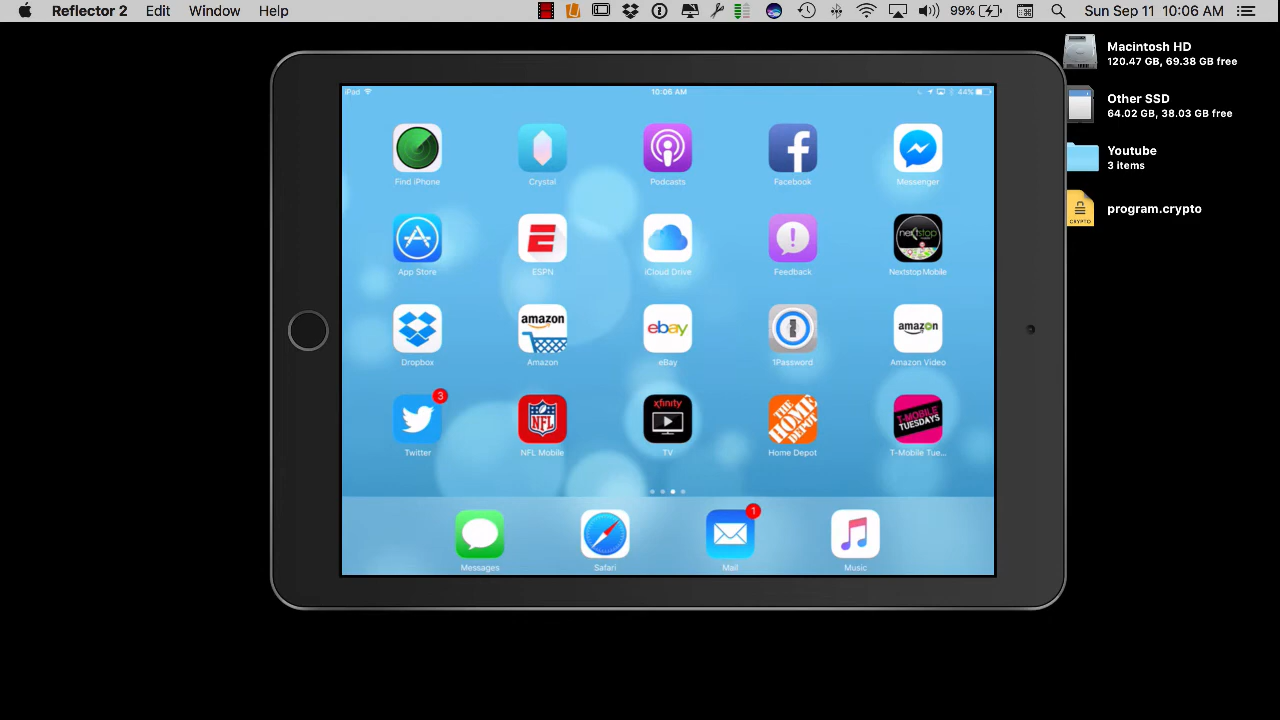 Reflector 2 Edit Window Help 99% Sun Sep 11 10:06 AM
Macintosh HD
120.47 GB, 69.38 GB free
Other SSD
64.02 GB, 38.03 GB free
Youtube
3 items
CRYPTO
program.crypto
iPad 10:06 AM 44%
Find iPhone Crystal Podcasts Facebook Messenger
nextstop
App Store ESPN iCloud Drive Feedback Nextstop Mobile
amazon ebay 1 amazon
Dropbox Amazon eBay 1Password Amazon Video
3 NFL xfinity THE HOME DEPOT T-MOBILE TUESDAYS
Twitter NFL Mobile TV Home Depot T-Mobile Tue...
1
Messages Safari Mail Music